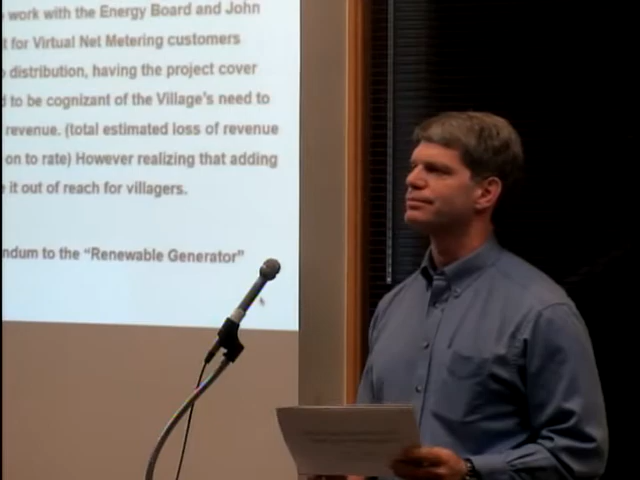 work with the Energy Board and John
t for Virtual Net Metering customers
distribution, having the project cover
d to be cognizant of the Village's need to
revenue. (total estimated loss of revenue
on to rate) However realizing that adding
it out of reach for villagers.
ndum to the "Renewable Generator"